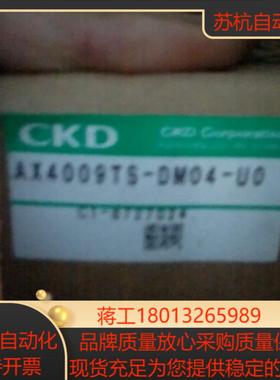 苏杭自动
CKD
CKD Corporation
AX4009TS-DM04-U0
蒋工18013265989
自动化
品牌质量放心采购质量保
开票
现货充足为您提供稳定的